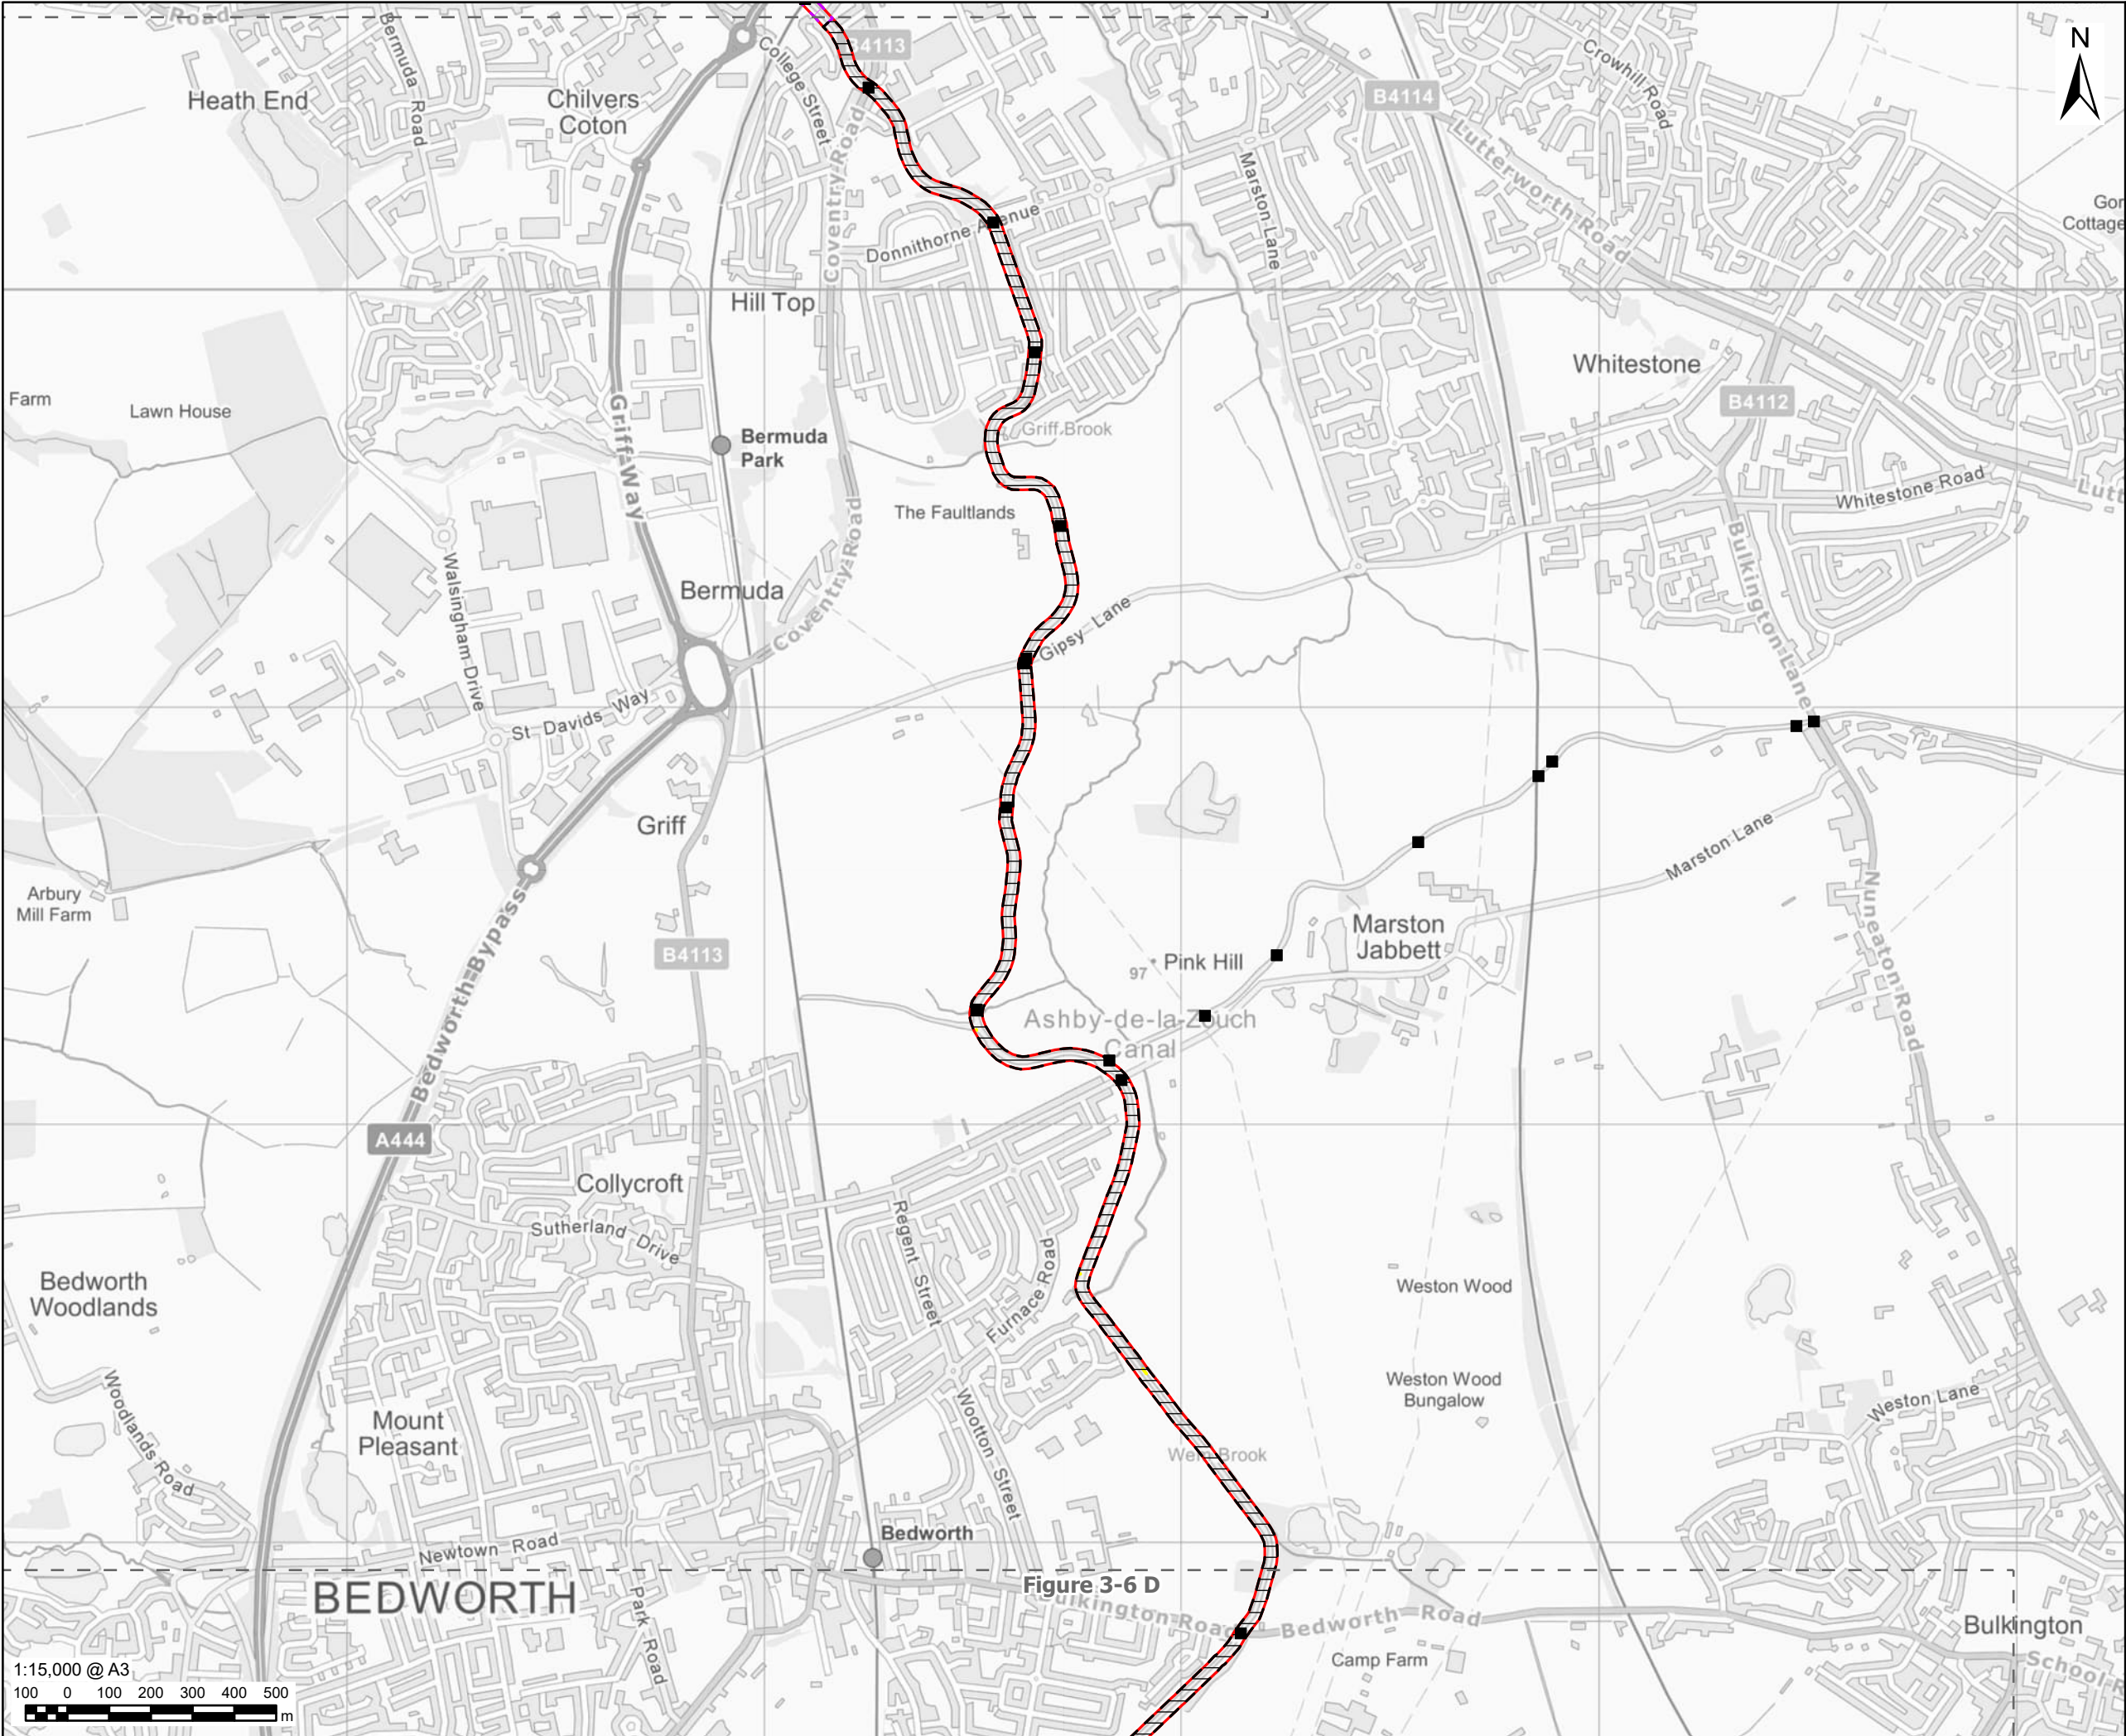 Road
Bermuda Road
College Street
B4113
Crowhill Road
N
Heath End
Chilvers
Coton
B4114
Lutterworth Road
Coventry Road
Marston Lane
Donnithorne Avenue
Cottage
Hill Top
Whitestone
Farm
Lawn House
B4112
Griff Way
Bermuda
Park
Griff Brook
Whitestone Road
The Faultlands
Coventry Road
Walsingham Drive
Bulkington Lane
Bermuda
Gipsy Lane
St Davids Way
Coventry Road
Griff
Marston Lane
Arbury
Mill Farm
Nuneaton Road
B4113
Marston
Jabbett
97
Pink Hill
Bedworth Bypass
Ashby-de-la-Zouch
Canal
A444
Collycroft
Sutherland Drive
Regent Street
Furnace Road
Bedworth
Woodlands
Weston Wood
Weston Wood
Bungalow
Weston Lane
Woodlands Road
Mount
Pleasant
Wootton Street
Wem Brook
Bedworth
Newtown Road
BEDWORTH
Figure 3-6 D
Park Road
Bulkington Road
Bedworth Road
Bulkington
Camp Farm
School R
1:15,000 @ A3
100 0 100 200 300 400 500
m